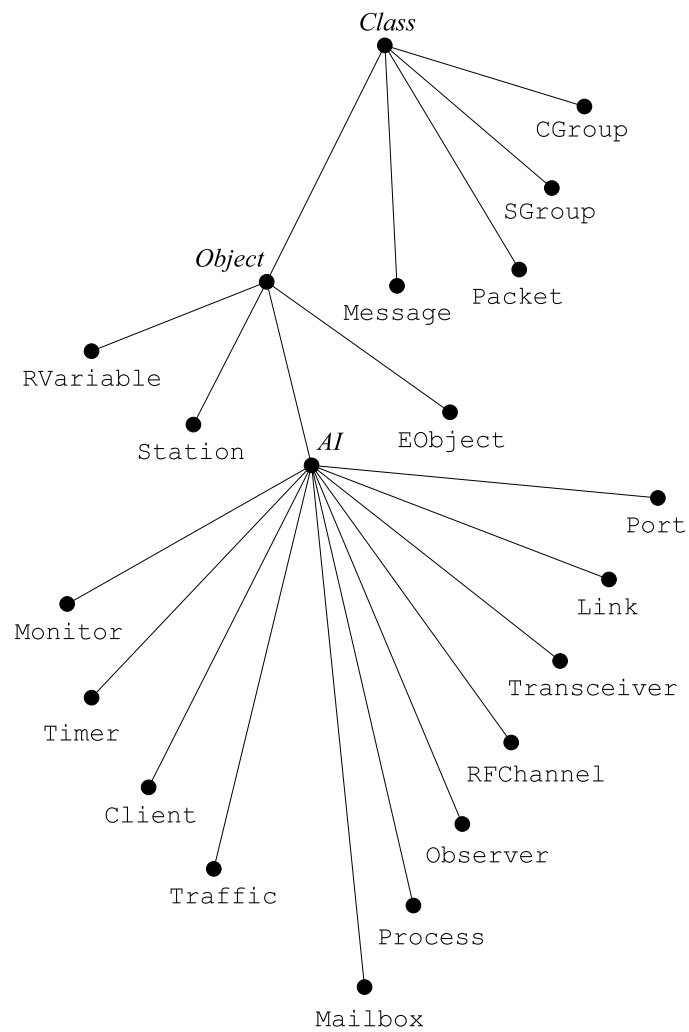 Class
CGroup
SGroup
Object
Packet
Message
RVariable
Station
AI
EObject
Port
Link
Monitor
Transceiver
Timer
RFChannel
Client
Observer
Traffic
Process
Mailbox